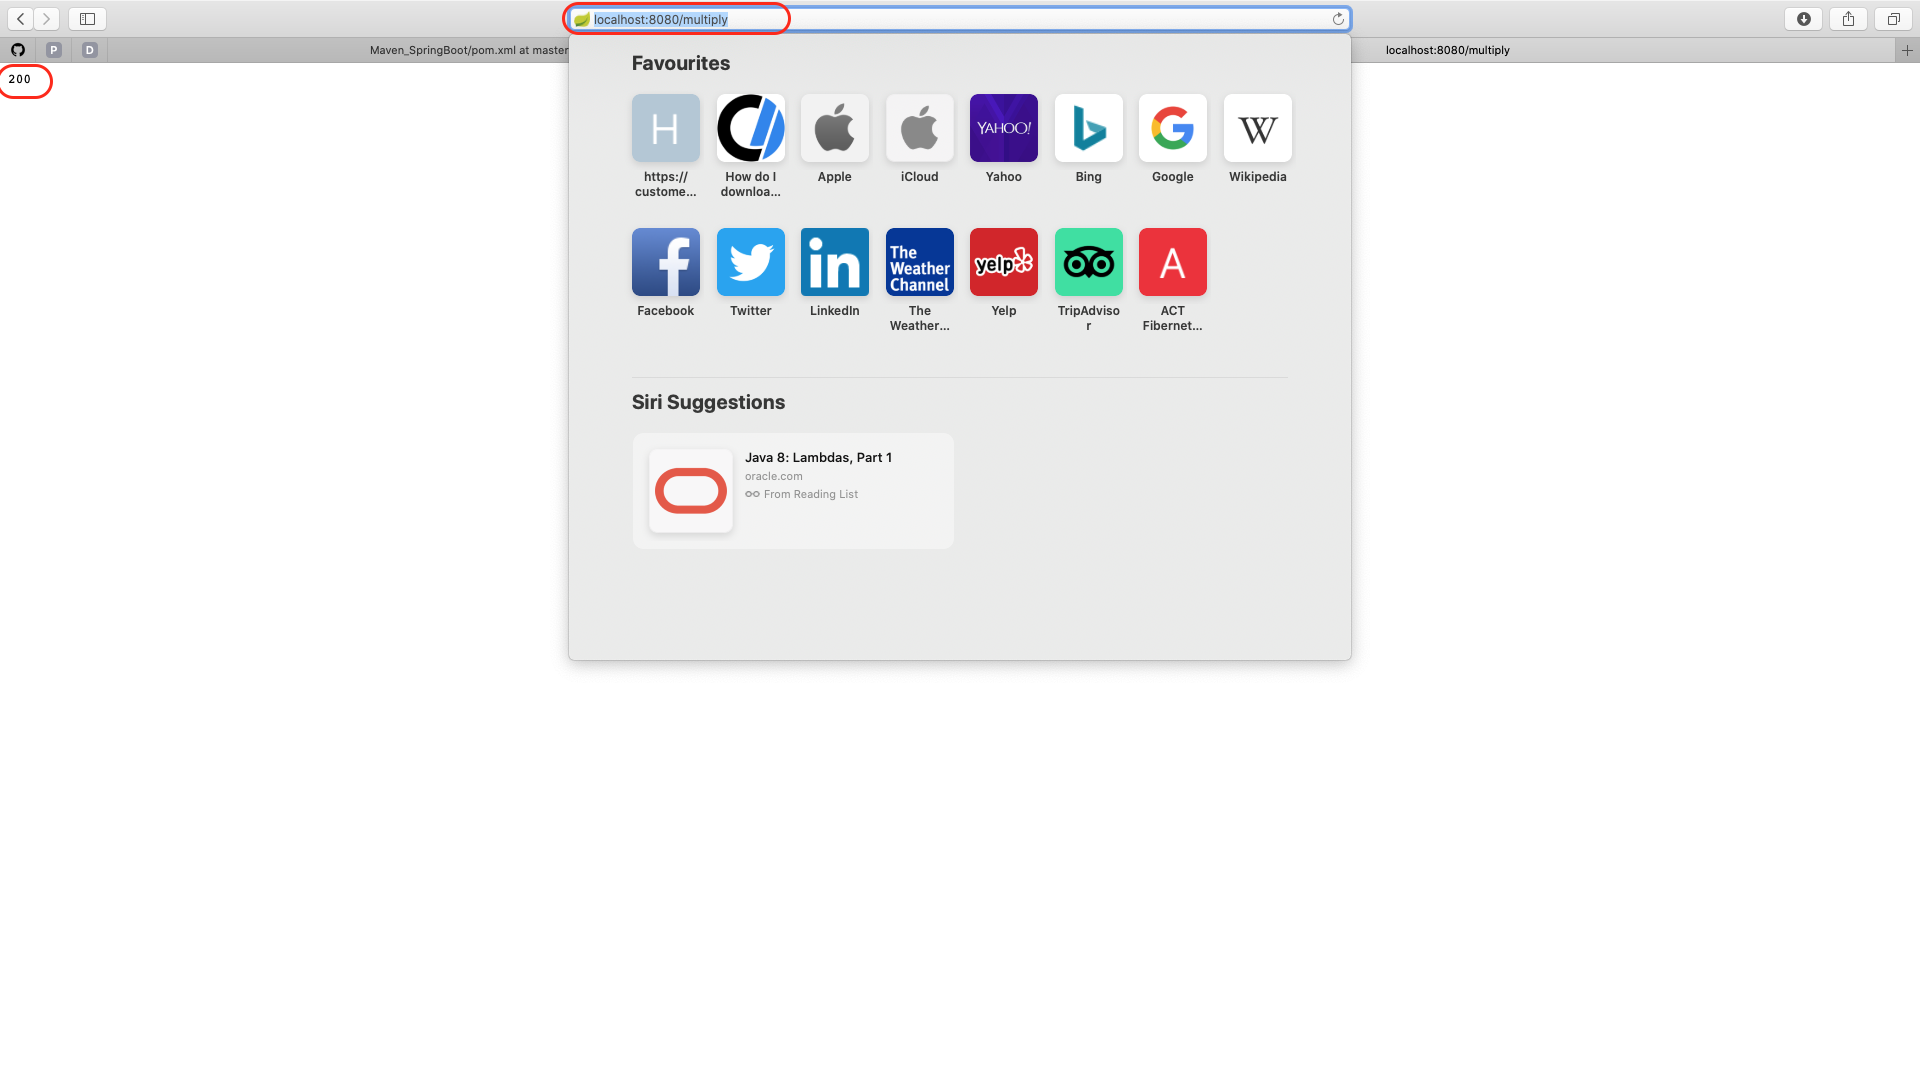 localhost:8080/multiply
P
D
Maven_SpringBoot/pom.xml at master
localhost:8080/multiply
200
Favourites
H
YAHOO!
W
https://
custome...
How do I
downloa...
Apple
iCloud
Yahoo
Bing
Google
Wikipedia
f
in
The
Weather
Channel
yelp
A
Facebook
Twitter
LinkedIn
The
Weather...
Yelp
TripAdviso
r
ACT
Fibernet...
Siri Suggestions
Java 8: Lambdas, Part 1
oracle.com
From Reading List